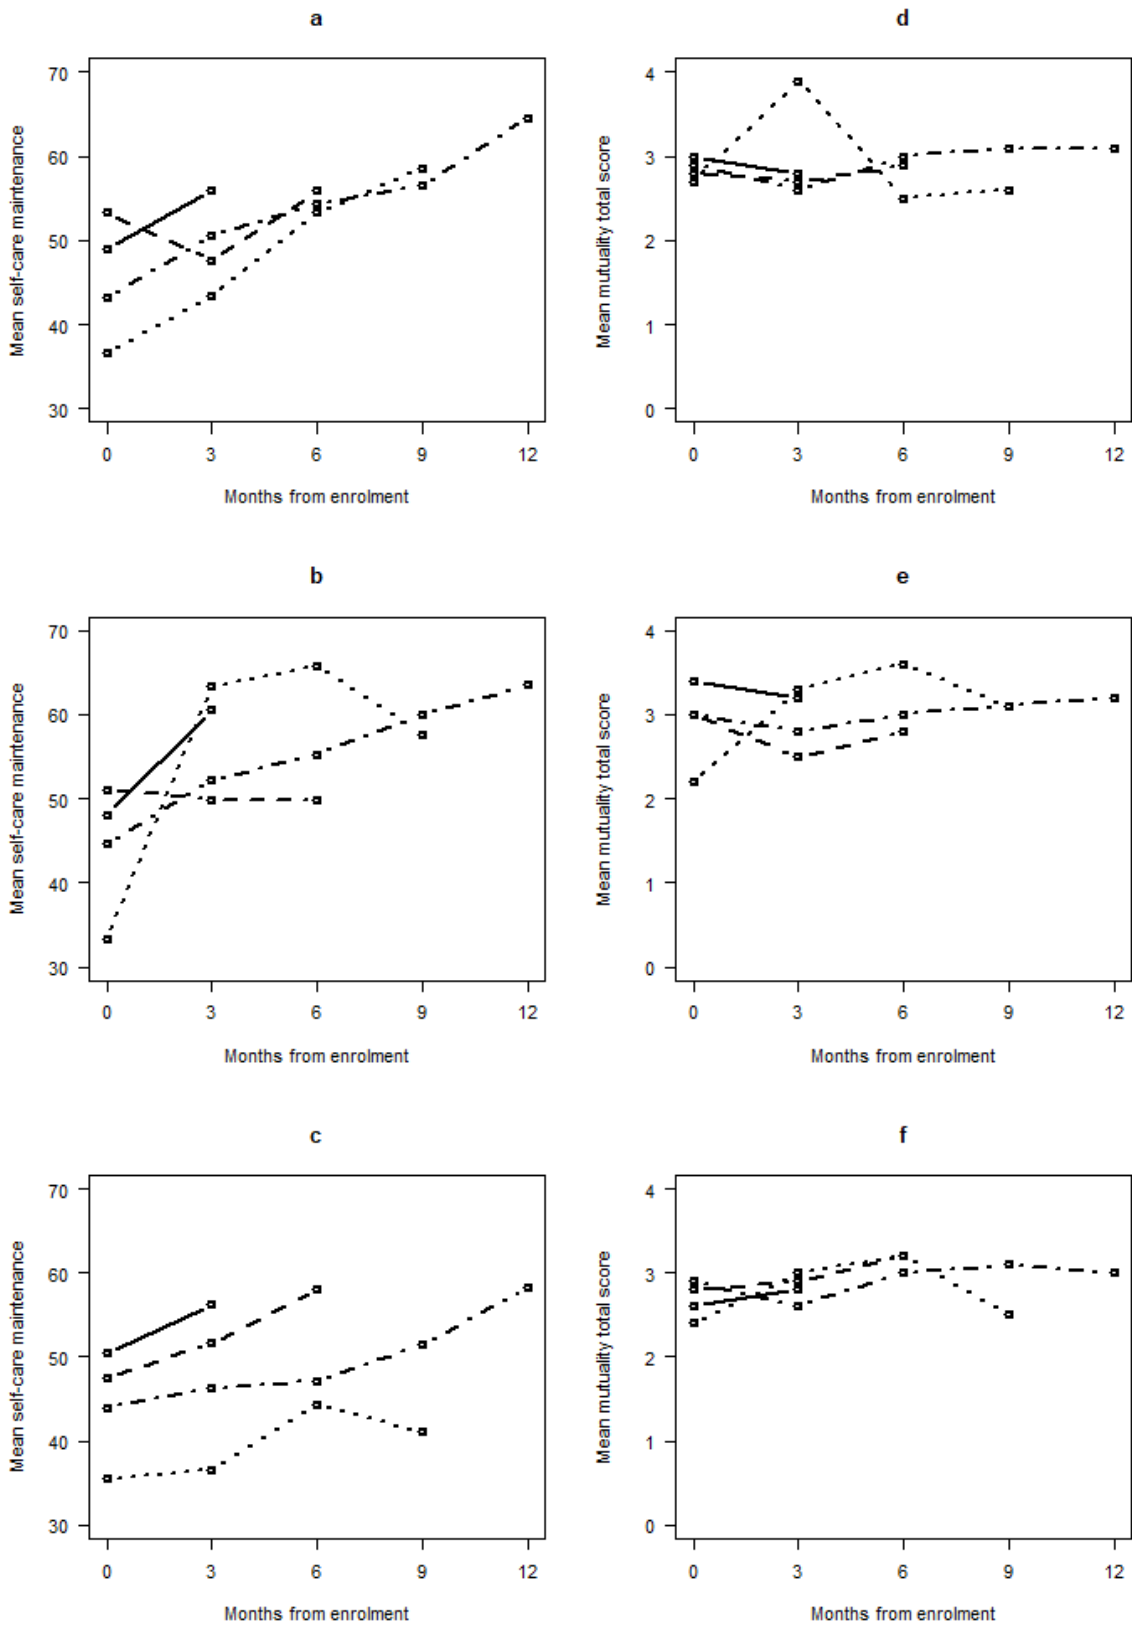 a
Mean self-care maintenance
70
60
50
40
30
0 3 6 9 12
Months from enrolment
d
Mean mutuality total score
4
3
2
1
0
0 3 6 9 12
Months from enrolment
b
Mean self-care maintenance
70
60
50
40
30
0 3 6 9 12
Months from enrolment
e
Mean mutuality total score
4
3
2
1
0
0 3 6 9 12
Months from enrolment
c
Mean self-care maintenance
70
60
50
40
30
0 3 6 9 12
Months from enrolment
f
Mean mutuality total score
4
3
2
1
0
0 3 6 9 12
Months from enrolment